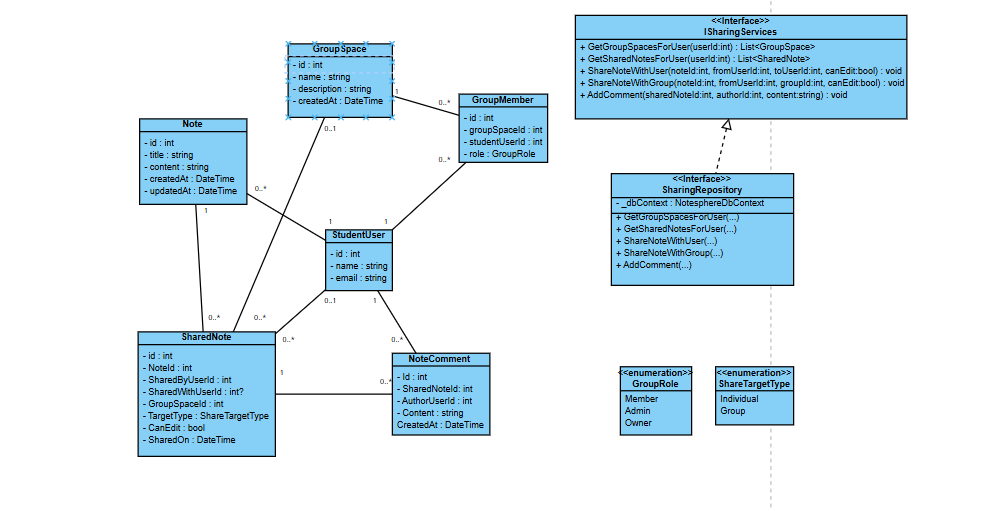 <<Interface>>
ISharingServices
+ GetGroupSpacesForUser(userId:int) : List<GroupSpace>
+ GetSharedNotesForUser(userId:int) : List<SharedNote>
+ ShareNoteWithUser(noteId:int, fromUserId:int, toUserId:int, canEdit:bool) : void
+ ShareNoteWithGroup(noteId:int, fromUserId:int, groupId:int, canEdit:bool) : void
+ AddComment(sharedNoteId:int, authorId:int, content:string) : void
GroupSpace
- id : int
- name : string
- description : string
- createdAt : DateTime
1
0..*
0..1
GroupMember
- id : int
- groupSpaceId : int
- studentUserId : int
- role : GroupRole
0..*
Note
- id : int
- title : string
- content : string
- createdAt : DateTime
- updatedAt : DateTime
0..*
1
<<Interface>>
SharingRepository
- _dbContext : NotesphereDbContext
+ GetGroupSpacesForUser(...)
+ GetSharedNotesForUser(...)
+ ShareNoteWithUser(...)
+ ShareNoteWithGroup(...)
+ AddComment(...)
1
1
StudentUser
- id : int
- name : string
- email : string
0..1
1
0..*
0..*
SharedNote
- id : int
- NoteId : int
- SharedByUserId : int
- SharedWithUserId : int?
- GroupSpaceId : int
- TargetType : ShareTargetType
- CanEdit : bool
- SharedOn : DateTime
0..*
1
0..*
0..*
NoteComment
- Id : int
- SharedNoteId : int
- AuthorUserId : int
- Content : string
CreatedAt : DateTime
<<enumeration>>
GroupRole
Member
Admin
Owner
<<enumeration>>
ShareTargetType
Individual
Group